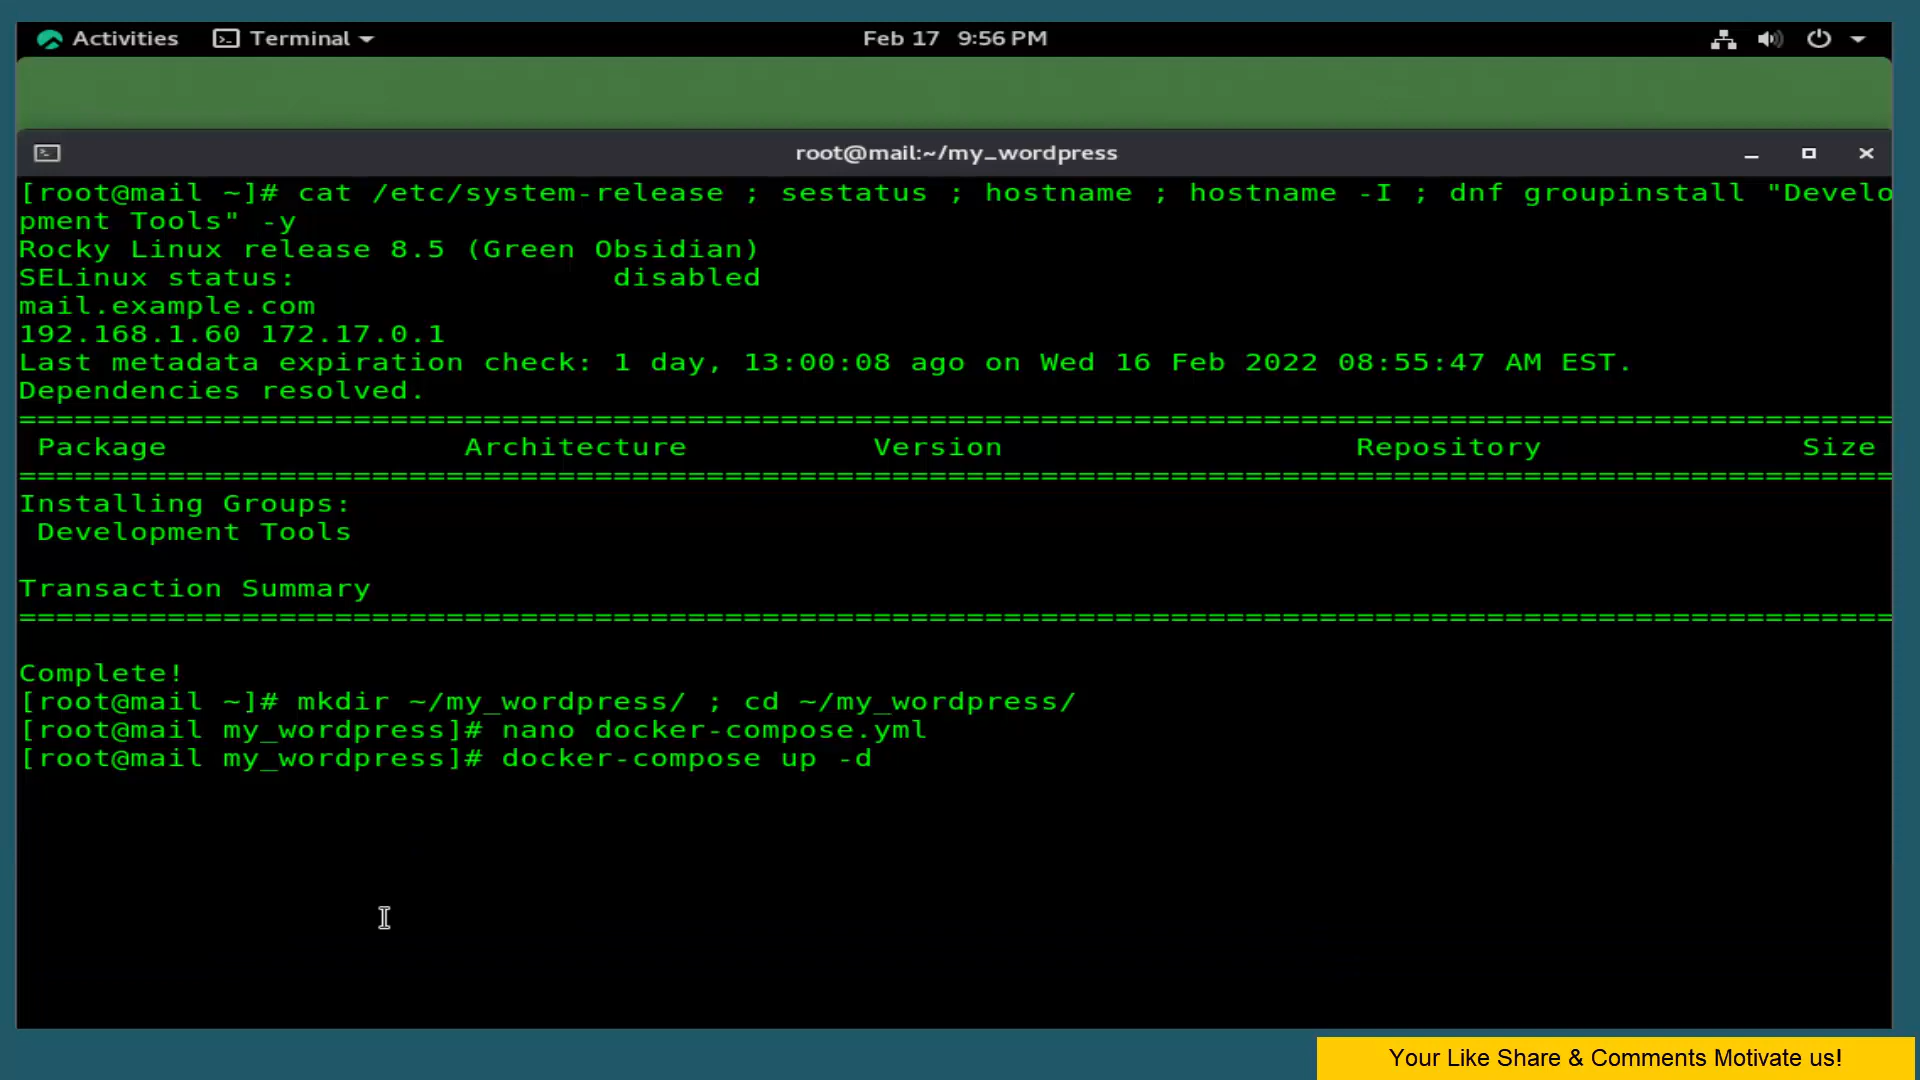 Activities Terminal Feb 17 9:56 PM
root@mail:~/my_wordpress
[root@mail ~]# cat /etc/system-release ; sestatus ; hostname ; hostname -I ; dnf groupinstall "Develo
pment Tools" -y
Rocky Linux release 8.5 (Green Obsidian)
SELinux status: disabled
mail.example.com
192.168.1.60 172.17.0.1
Last metadata expiration check: 1 day, 13:00:08 ago on Wed 16 Feb 2022 08:55:47 AM EST.
Dependencies resolved.
================================================================================
Package Architecture Version Repository Size
================================================================================
Installing Groups:
Development Tools
Transaction Summary
================================================================================
Complete!
[root@mail ~]# mkdir ~/my_wordpress/ ; cd ~/my_wordpress/
[root@mail my_wordpress]# nano docker-compose.yml
[root@mail my_wordpress]# docker-compose up -d
Your Like Share & Comments Motivate us!